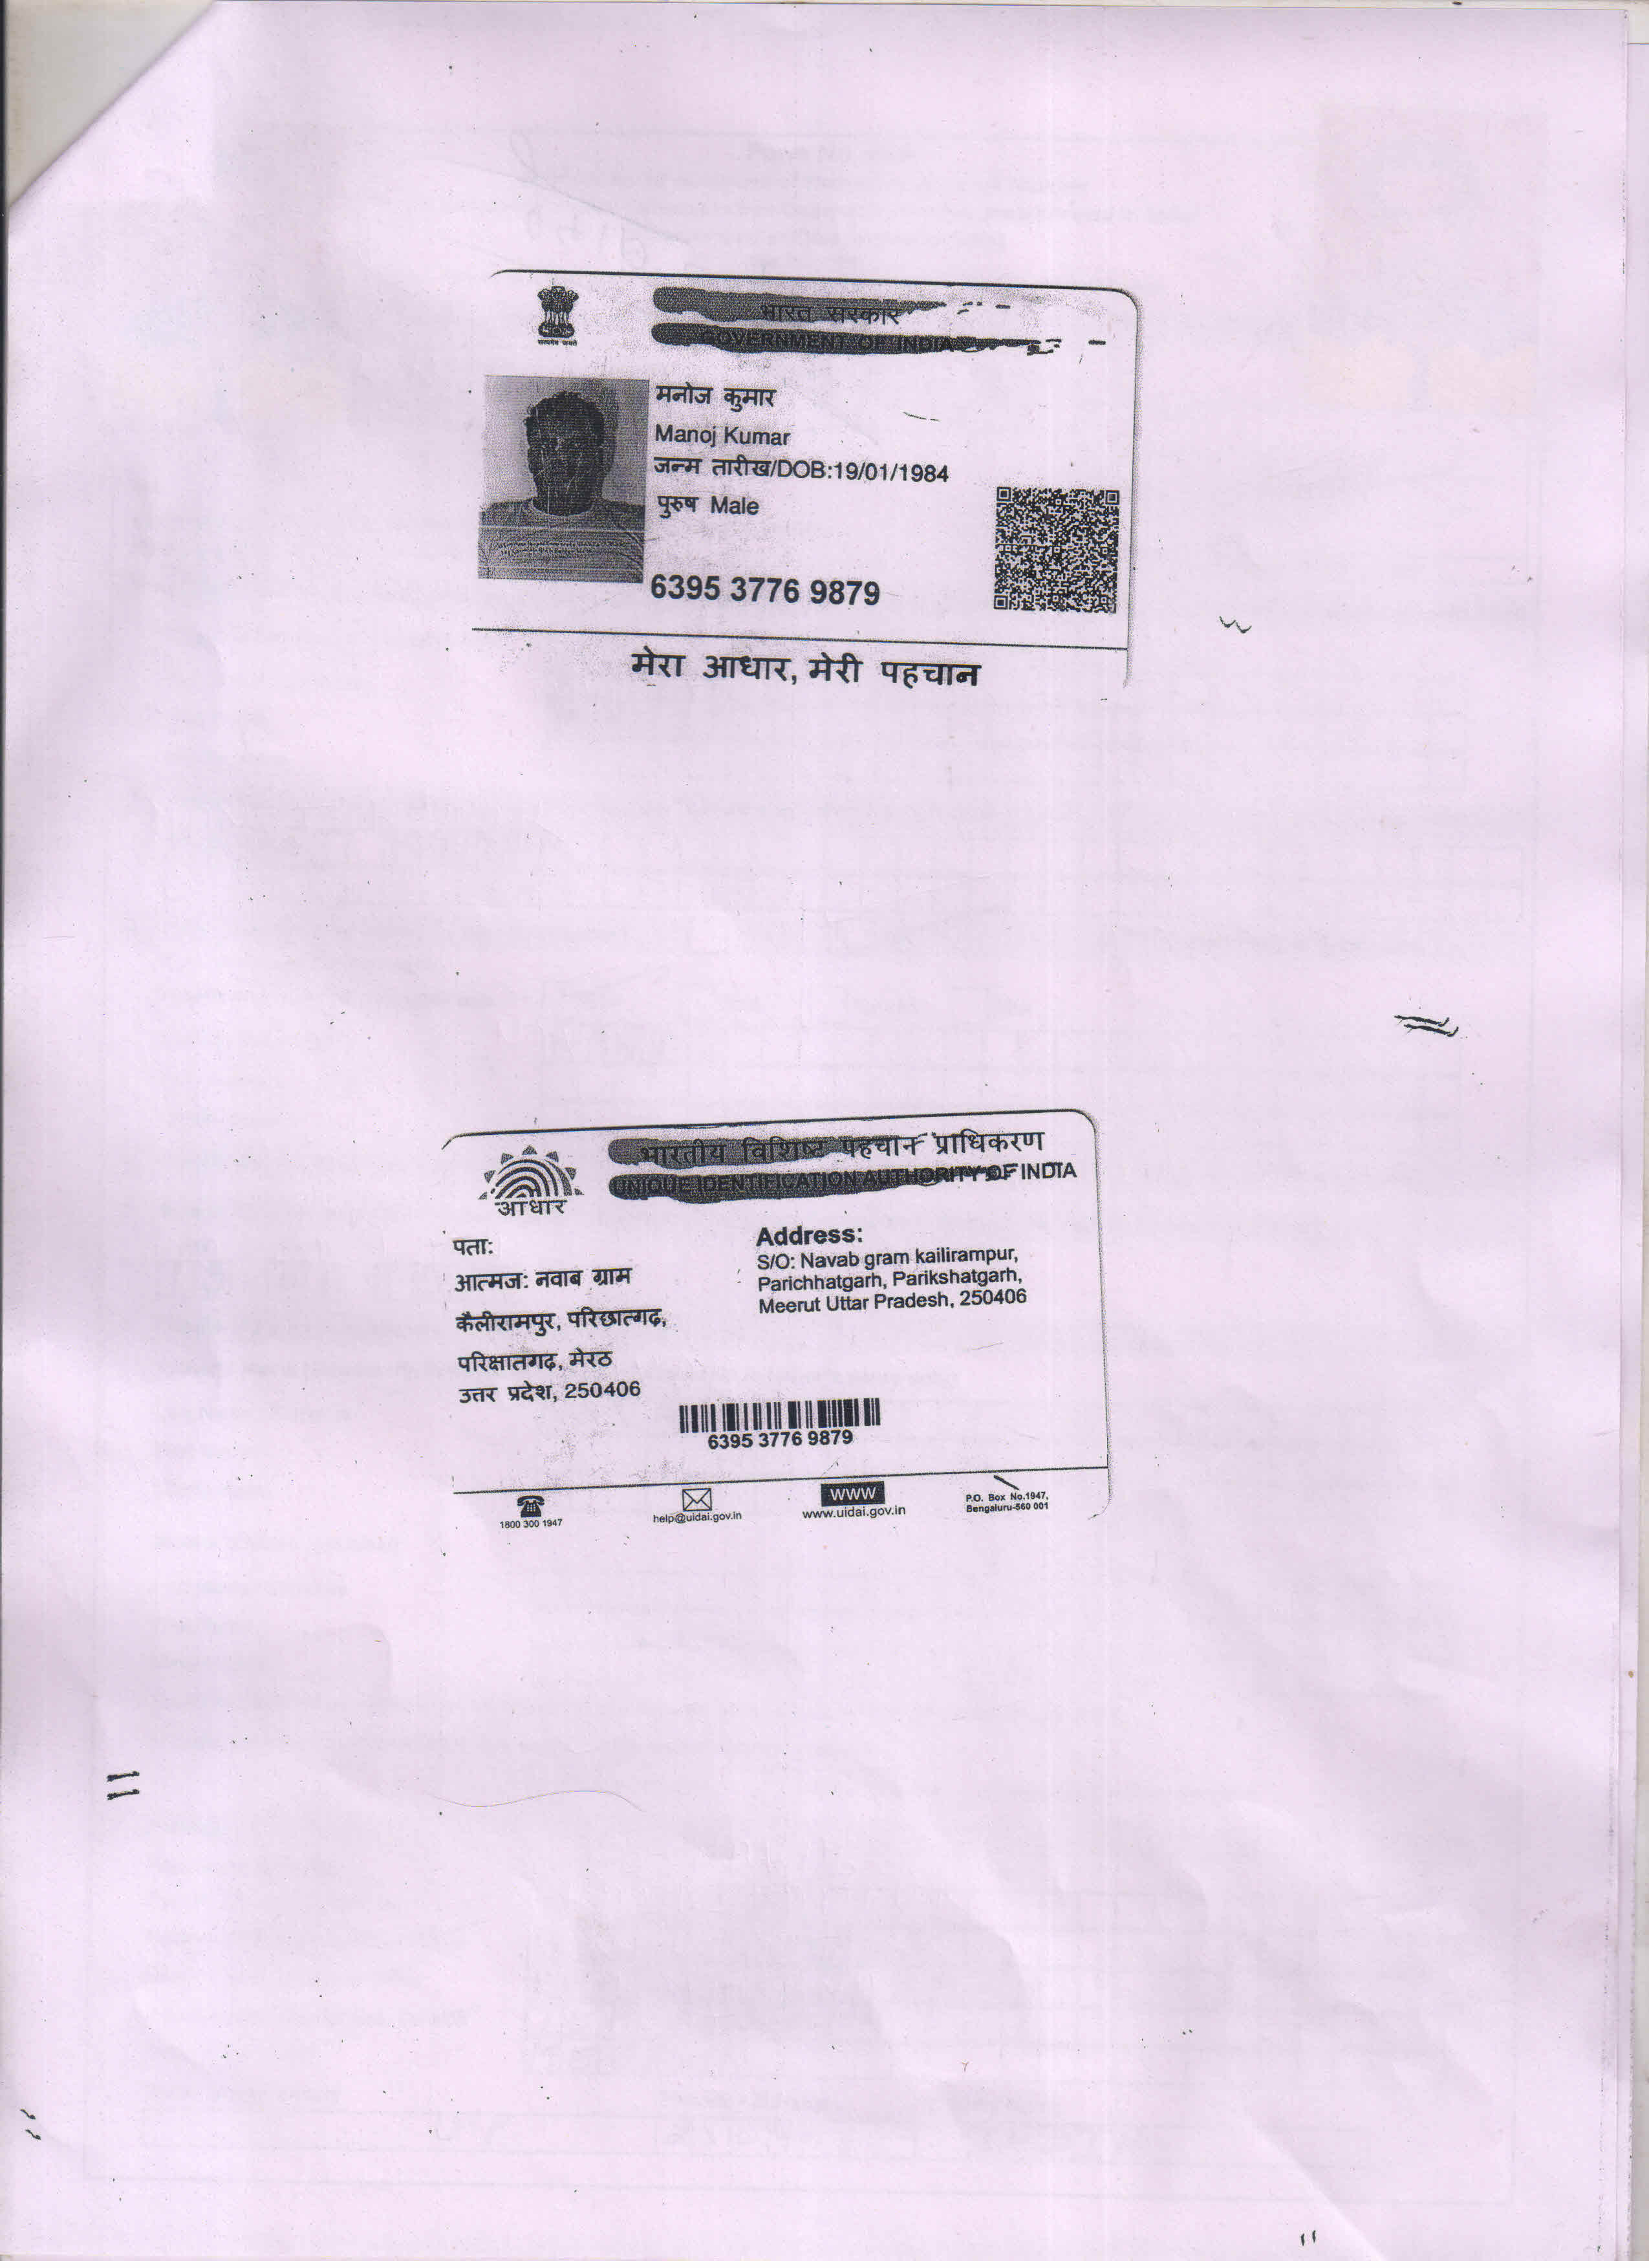 भारत सरकार
GOVERNMENT OF INDIA
मनोज कुमार
Manoj Kumar
जन्म तारीख/DOB:19/01/1984
पुरुष Male
6395 3776 9879
मेरा आधार, मेरी पहचान
भारतीय विशिष्ट पहचान प्राधिकरण
UNIQUE IDENTIFICATION AUTHORITY OF INDIA
आधार
पता:
आत्मज: नवाब ग्राम
कैलीरामपुर, परिछात्गढ़,
परिक्षातगढ़, मेरठ
उत्तर प्रदेश, 250406
Address:
S/O: Navab gram kailirampur,
Parichhatgarh, Parikshatgarh,
Meerut Uttar Pradesh, 250406
6395 3776 9879
1800 300 1947
help@uidai.gov.in
WWW
www.uidai.gov.in
P.O. Box No.1947,
Bengaluru-560 001